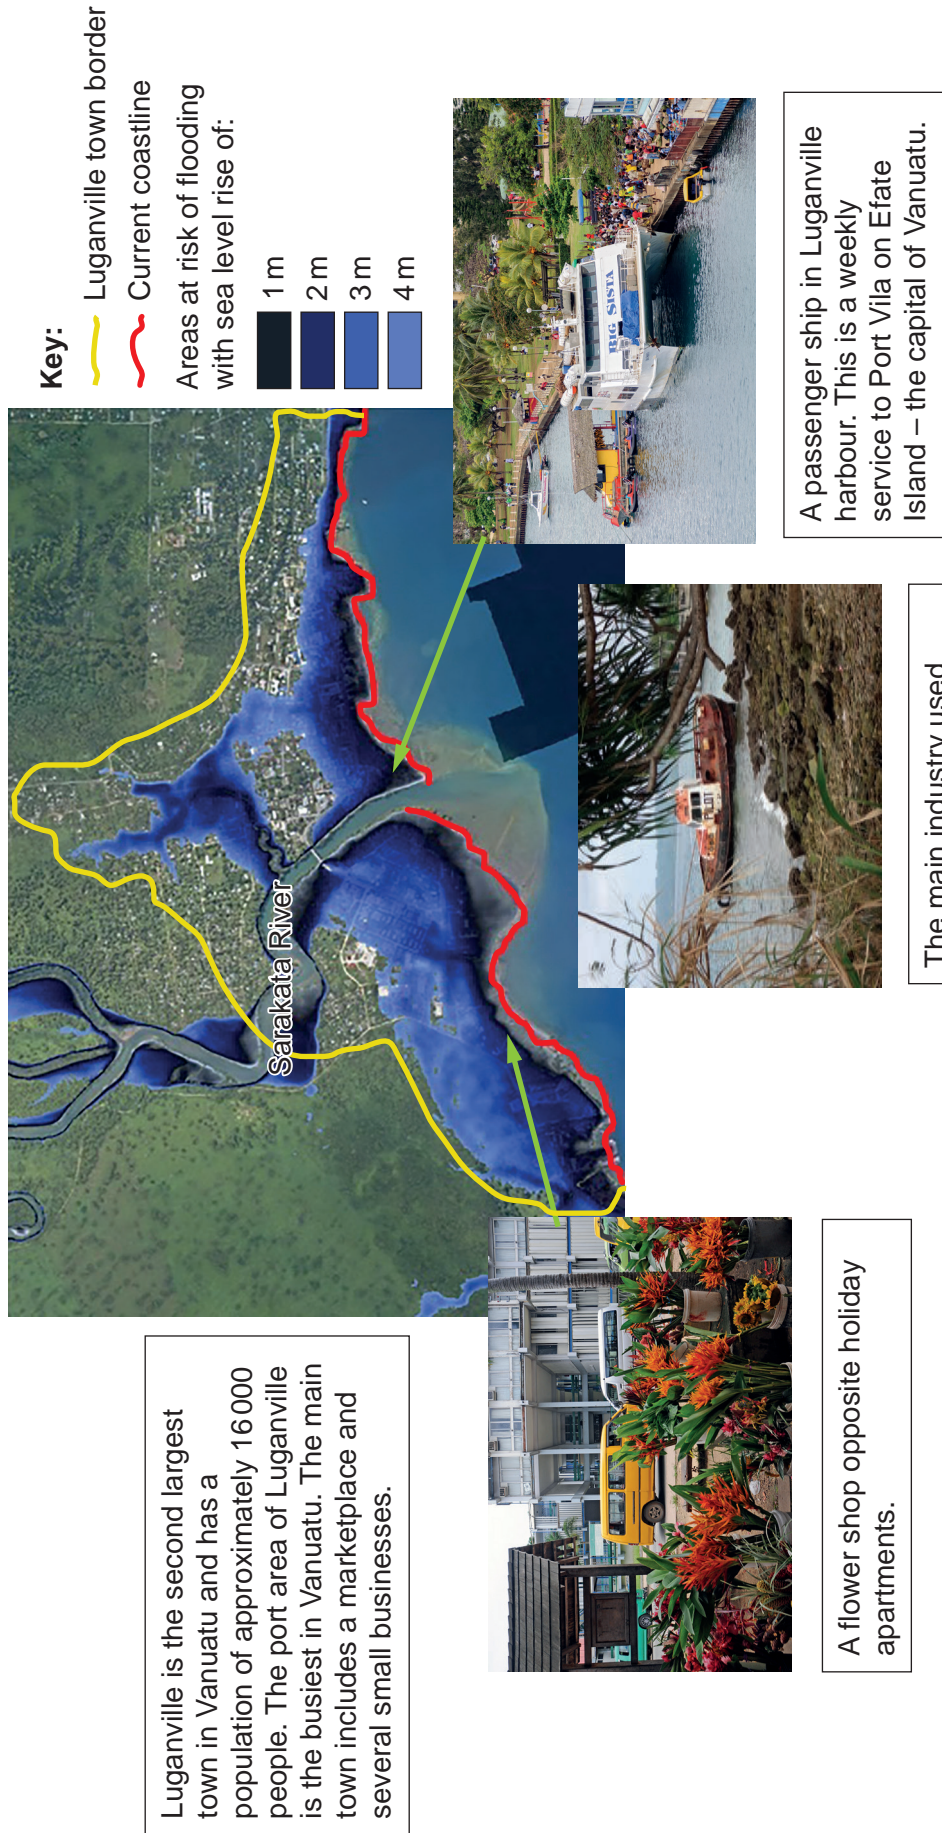 Luganville is the second largest
town in Vanuatu and has a
population of approximately 16 000
people. The port area of Luganville
is the busiest in Vanuatu. The main
town includes a marketplace and
several small businesses.
Sarakata River
Key:
Luganville town border
Current coastline
Areas at risk of flooding
with sea level rise of:
1 m
2 m
3 m
4 m
A flower shop opposite holiday
apartments.
The main industry used
BIG SISTA
A passenger ship in Luganville
harbour. This is a weekly
service to Port Vila on Efate
Island – the capital of Vanuatu.